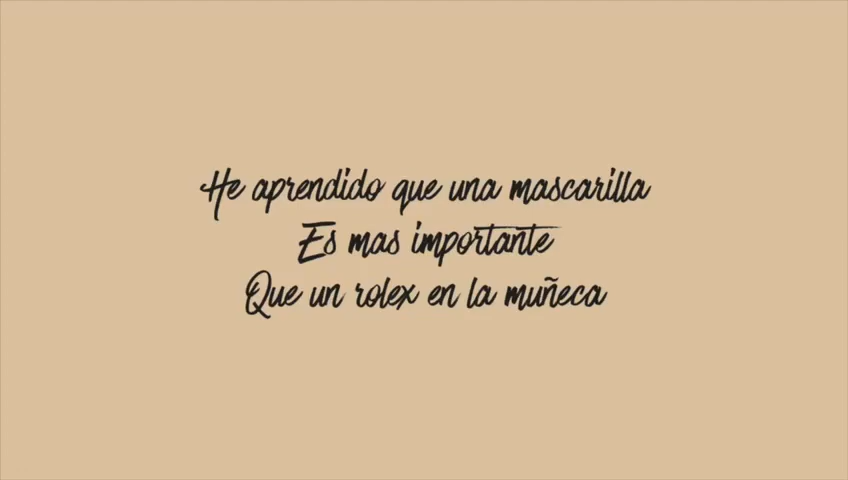 He aprendido que una mascarilla
Es mas importante
Que un rolex en la muñeca